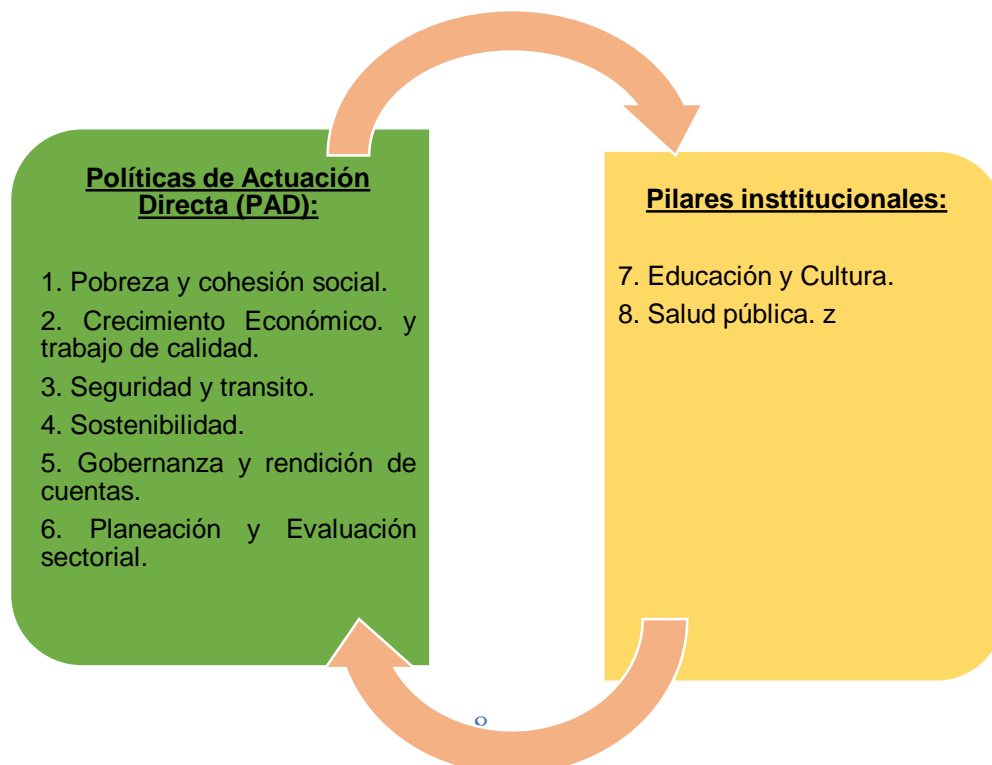 Políticas de Actuación
Directa (PAD):
1. Pobreza y cohesión social.
2. Crecimiento Económico. y
trabajo de calidad.
3. Seguridad y transito.
4. Sostenibilidad.
5. Gobernanza y rendición de
cuentas.
6. Planeación y Evaluación
sectorial.
Pilares insttitucionales:
7. Educación y Cultura.
8. Salud pública. z
8